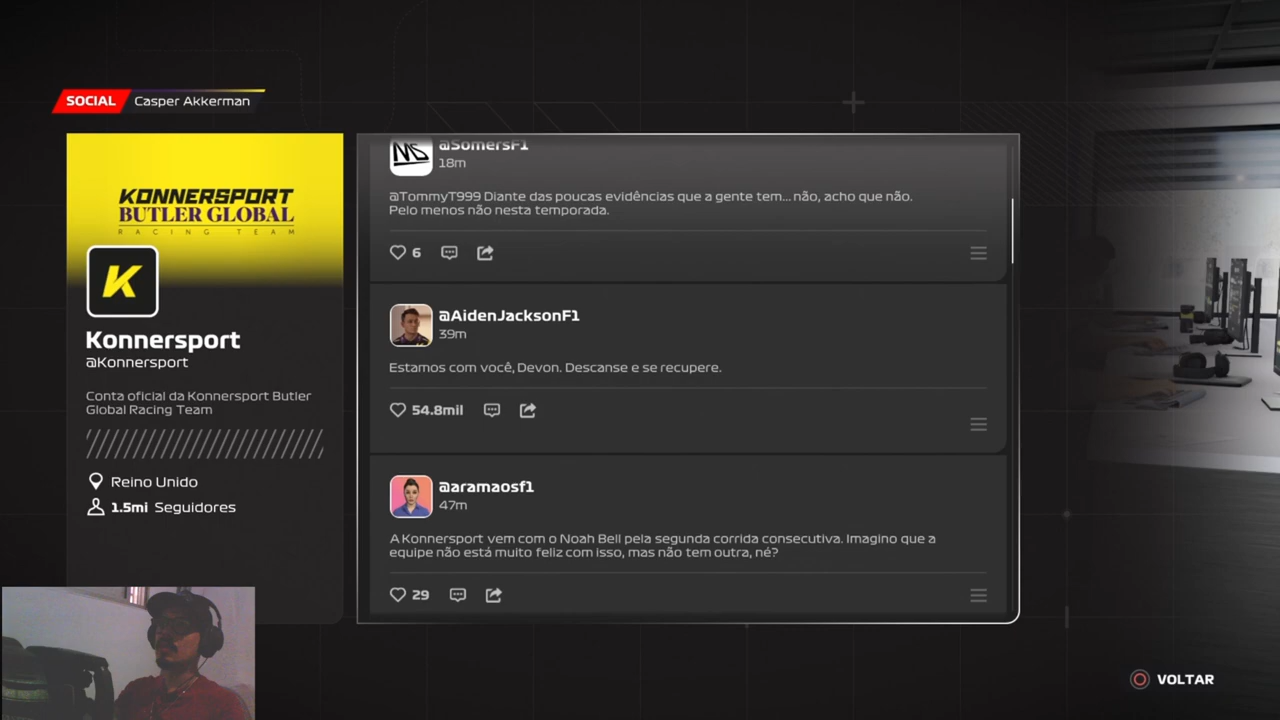 SOCIAL Casper Akkerman
KONNERSPORT
BUTLER GLOBAL
RACING TEAM
K
Konnersport
@Konnersport
Conta oficial da Konnersport Butler
Global Racing Team
Reino Unido
1.5mi Seguidores
@SomersF1
18m
@TommyT999 Diante das poucas evidências que a gente tem... não, acho que não.
Pelo menos não nesta temporada.
6
@AidenJacksonF1
39m
Estamos com você, Devon. Descanse e se recupere.
54.8mil
@aramaosf1
47m
A Konnersport vem com o Noah Bell pela segunda corrida consecutiva. Imagino que a
equipe não está muito feliz com isso, mas não tem outra, né?
29
VOLTAR